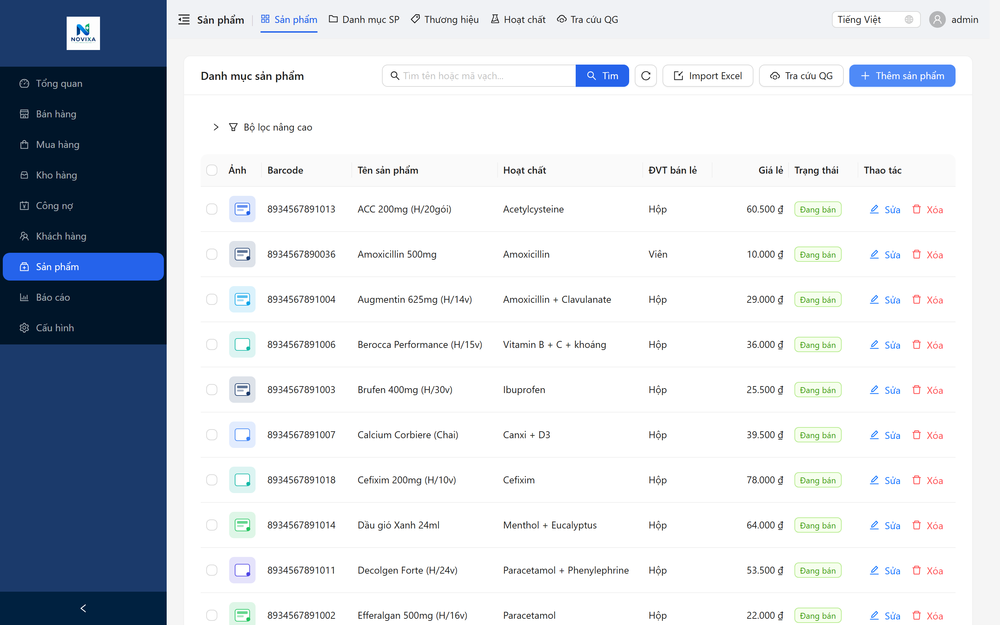 NOVIXA
Sản phẩm
Sản phẩm
Danh mục SP
Thương hiệu
Hoạt chất
Tra cứu QG
Tiếng Việt
admin
Tổng quan
Bán hàng
Mua hàng
Kho hàng
Công nợ
Khách hàng
Sản phẩm
Báo cáo
Cấu hình
Danh mục sản phẩm
Tìm tên hoặc mã vạch...
Tìm
Import Excel
Tra cứu QG
Thêm sản phẩm
Bộ lọc nâng cao
Ảnh Barcode Tên sản phẩm Hoạt chất ĐVT bán lẻ Giá lẻ Trạng thái Thao tác
8934567891013 ACC 200mg (H/20gói) Acetylcysteine Hộp 60.500 ₫ Đang bán Sửa Xóa
8934567890036 Amoxicillin 500mg Amoxicillin Viên 10.000 ₫ Đang bán Sửa Xóa
8934567891004 Augmentin 625mg (H/14v) Amoxicillin + Clavulanate Hộp 29.000 ₫ Đang bán Sửa Xóa
8934567891006 Berocca Performance (H/15v) Vitamin B + C + khoáng Hộp 36.000 ₫ Đang bán Sửa Xóa
8934567891003 Brufen 400mg (H/30v) Ibuprofen Hộp 25.500 ₫ Đang bán Sửa Xóa
8934567891007 Calcium Corbiere (Chai) Canxi + D3 Hộp 39.500 ₫ Đang bán Sửa Xóa
8934567891018 Cefixim 200mg (H/10v) Cefixim Hộp 78.000 ₫ Đang bán Sửa Xóa
8934567891014 Dầu gió Xanh 24ml Menthol + Eucalyptus Hộp 64.000 ₫ Đang bán Sửa Xóa
8934567891011 Decolgen Forte (H/24v) Paracetamol + Phenylephrine Hộp 53.500 ₫ Đang bán Sửa Xóa
8934567891002 Efferalgan 500mg (H/16v) Paracetamol Hộp 22.000 ₫ Đang bán Sửa Xóa